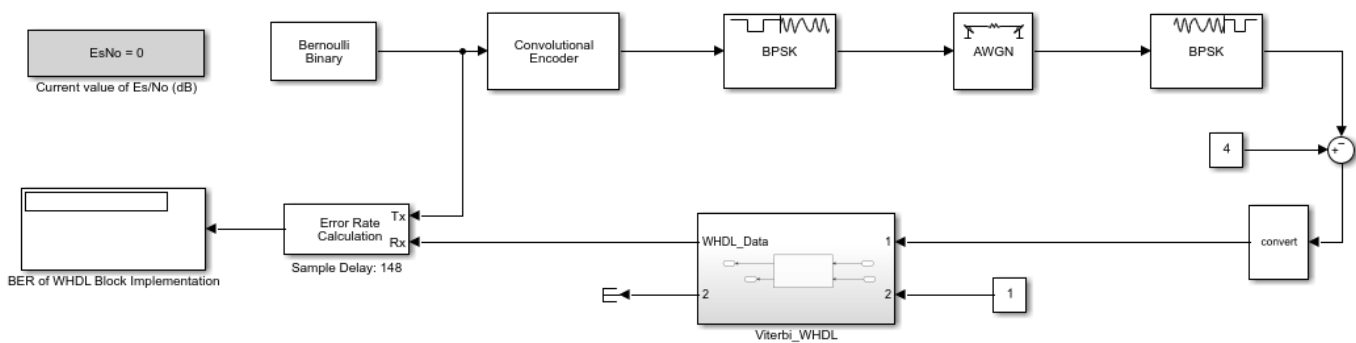 EsNo = 0
Current value of Es/No (dB)
Bernoulli
Binary
Convolutional
Encoder
BPSK
AWGN
BPSK
4
+
−
convert
1
WHDL_Data
1
2
2
Viterbi_WHDL
Tx
Rx
Error Rate
Calculation
Sample Delay: 148
BER of WHDL Block Implementation